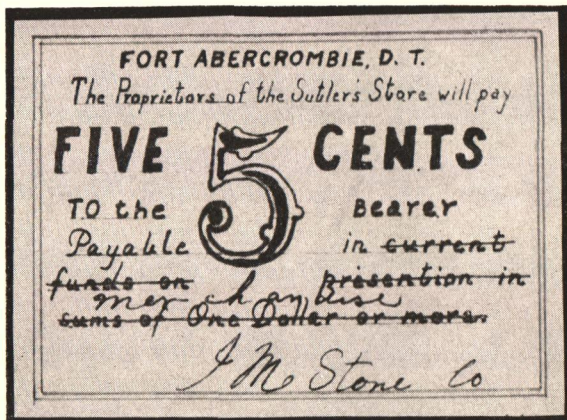 FORT ABERCROMBIE, D. T.
The Proprietors of the Sutler's Store will pay
FIVE 5 CENTS
TO the Bearer
Payable in current
funds on présention in
merchandise
sums of One Dollar or more.
J M Stone Co